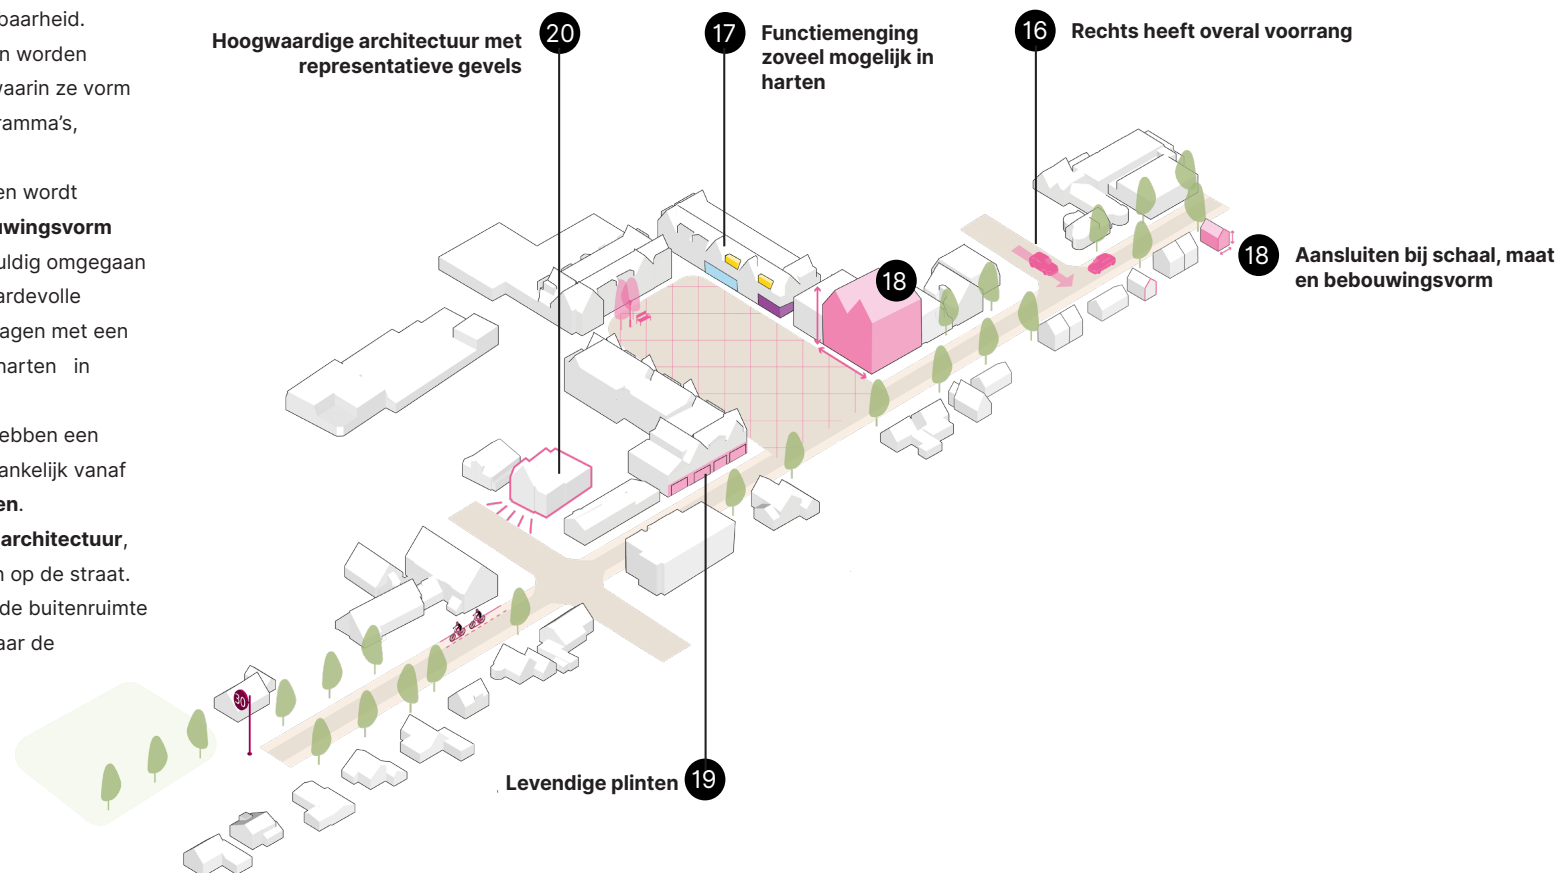 baarheid.
n worden
vaarin ze vorm
ramma's,
en wordt
uwingsvorm
uldig omgegaan
ardevolle
lagen met een
harten in
ebben een
ankelijk vanaf
en.
architectuur,
n op de straat.
de buitenruimte
aar de
20
Hoogwaardige architectuur met
representatieve gevels
17
Functiemenging
zoveel mogelijk in
harten
16
Rechts heeft overal voorrang
18
18
Aansluiten bij schaal, maat
en bebouwingsvorm
30
Levendige plinten
19